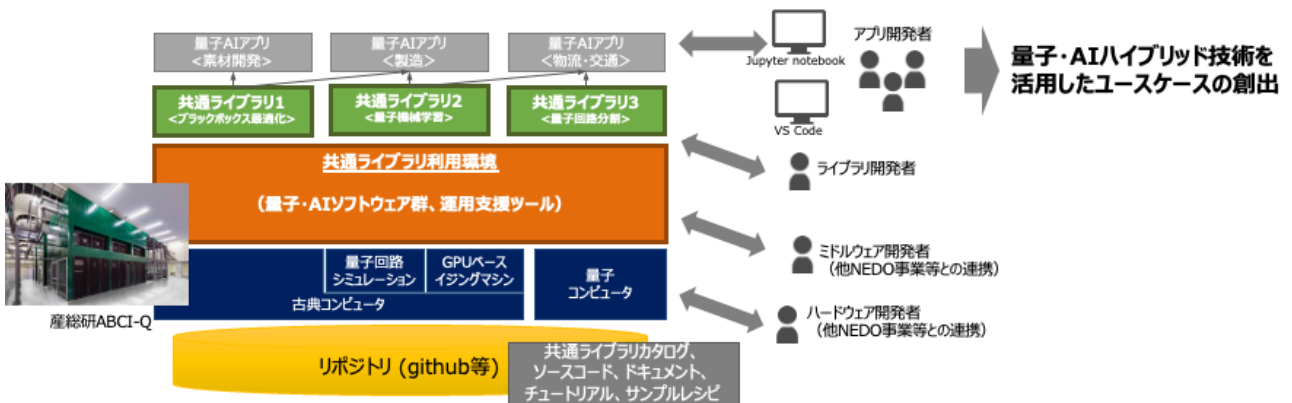 量子AIアプリ
<素材開発>
量子AIアプリ
<製造>
量子AIアプリ
<物流・交通>
Jupyter notebook
アプリ開発者
量子・AIハイブリッド技術を
活用したユースケースの創出
共通ライブラリ1
<ブラックボックス最適化>
共通ライブラリ2
<量子機械学習>
共通ライブラリ3
<量子回路分割>
VS Code
共通ライブラリ利用環境
(量子・AIソフトウェア群、運用支援ツール)
ライブラリ開発者
ミドルウェア開発者
(他NEDO事業等との連携)
量子回路
シミュレーション
GPUベース
イジングマシン
古典コンピュータ
量子
コンピュータ
ハードウェア開発者
(他NEDO事業等との連携)
産総研ABCI-Q
リポジトリ (github等)
共通ライブラリカタログ、
ソースコード、ドキュメント、
チュートリアル、サンプルレシピ